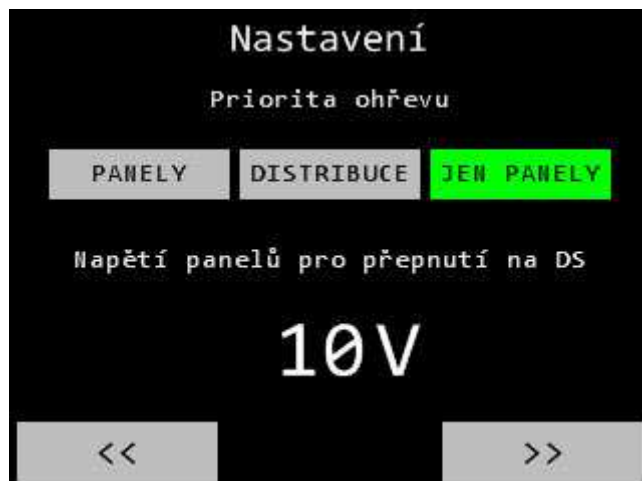 Nastavení
Priorita ohřevu
PANELY DISTRIBUCE JEN PANELY
Napětí panelů pro přepnutí na DS
10V
<< >>